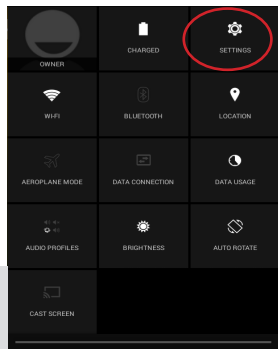 OWNER
CHARGED
SETTINGS
WI-FI
BLUETOOTH
LOCATION
AEROPLANE MODE
DATA CONNECTION
DATA USAGE
AUDIO PROFILES
BRIGHTNESS
AUTO ROTATE
CAST SCREEN